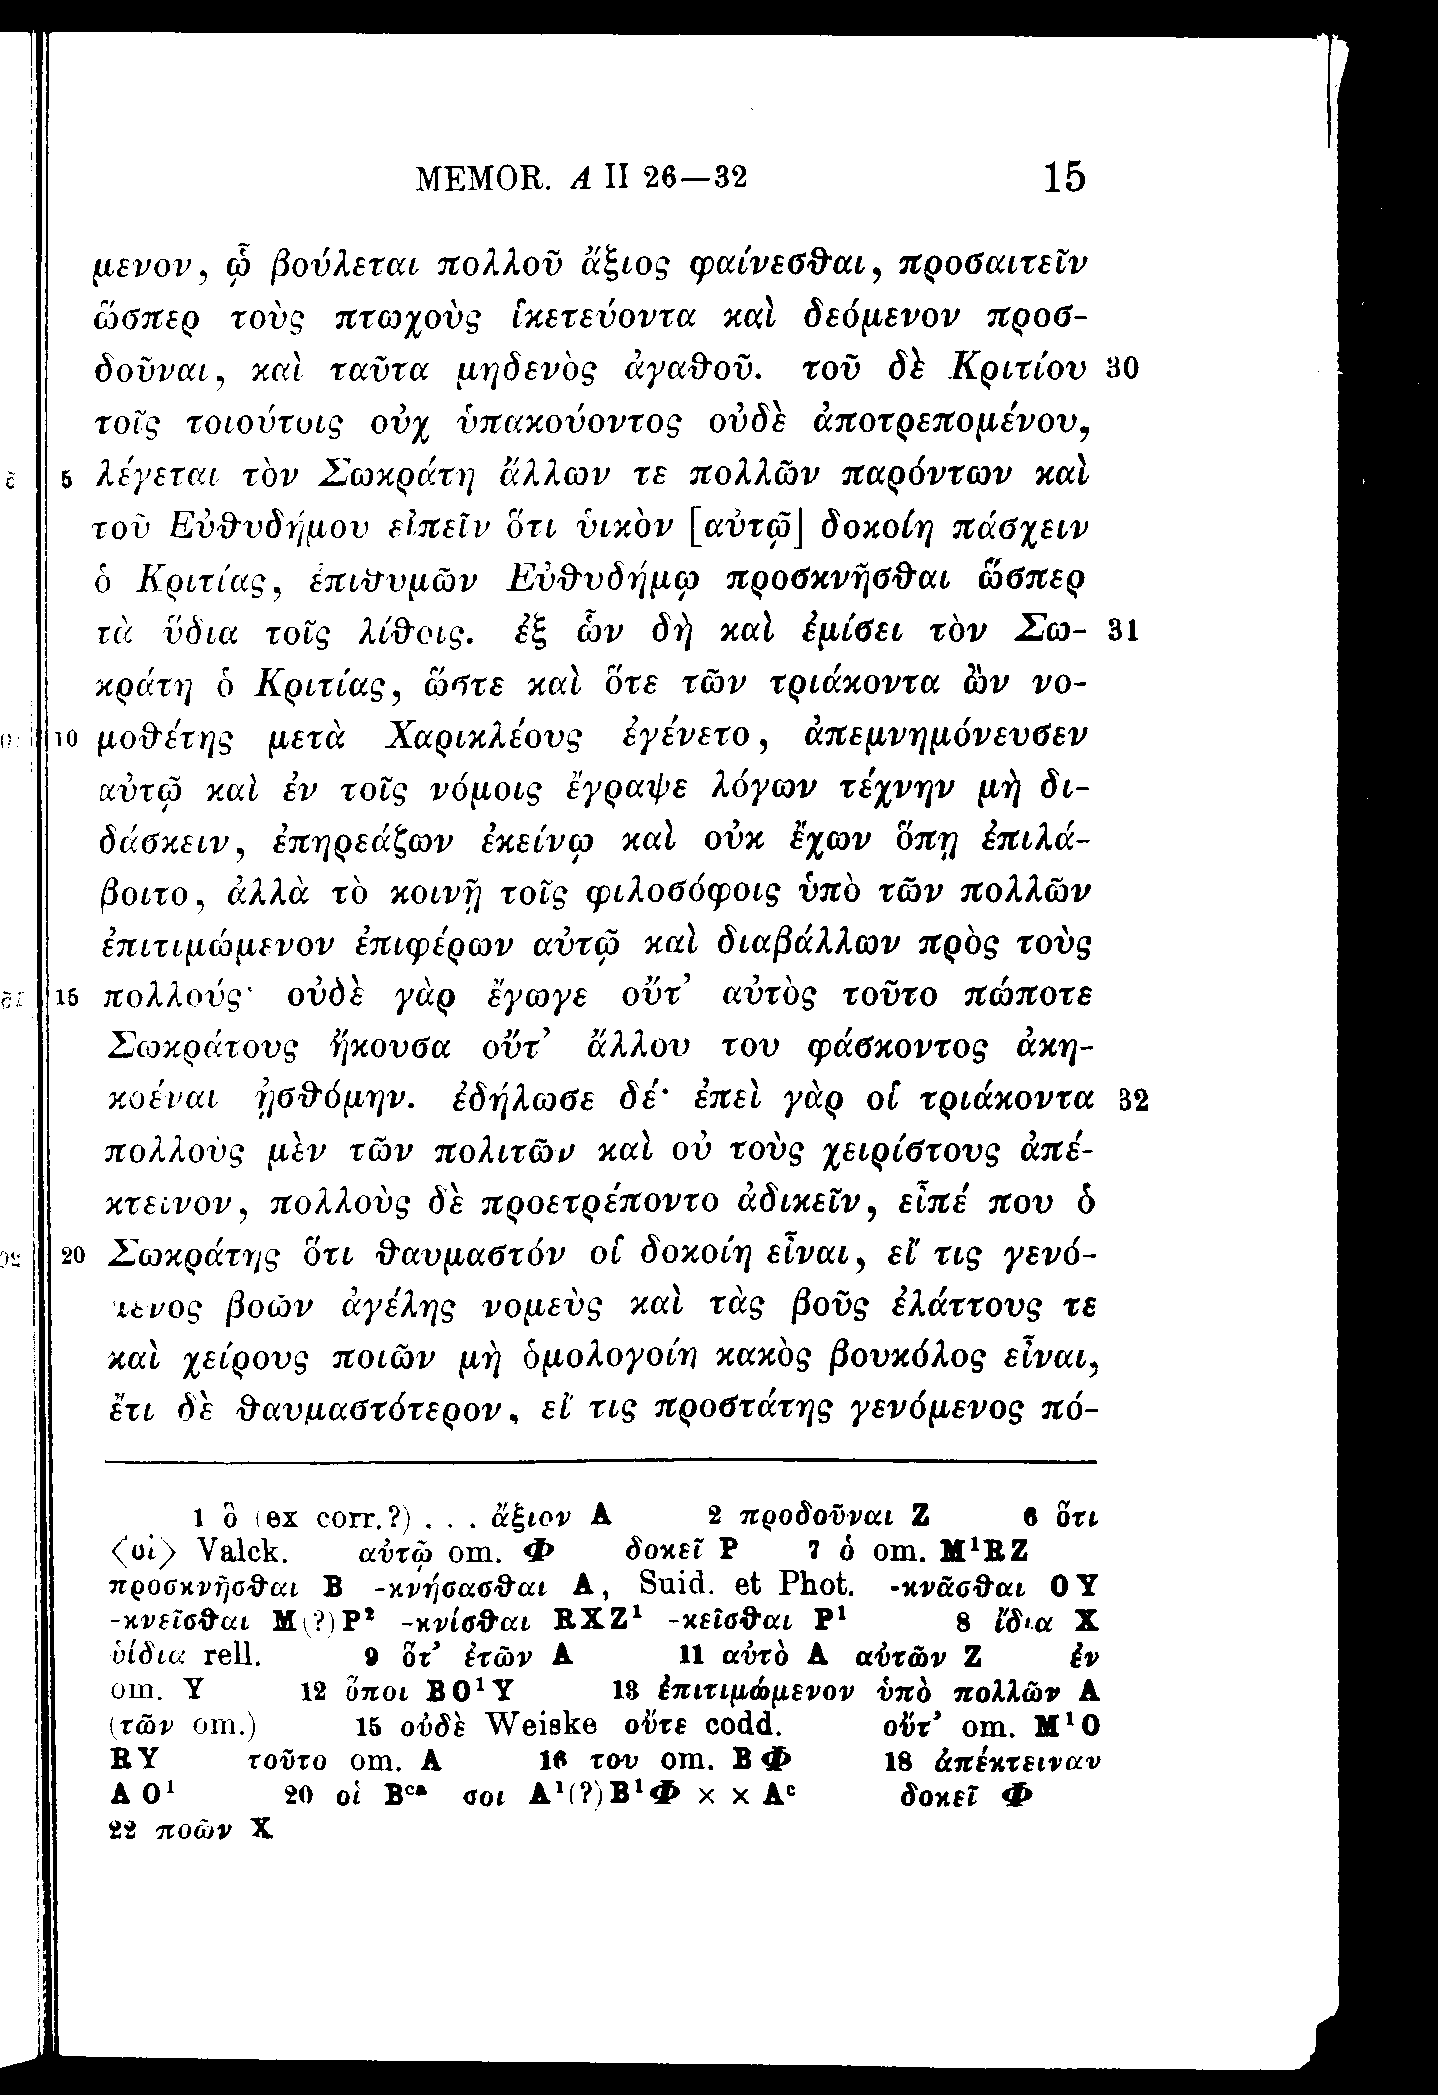 MEMOR. A II 26—32 15
μενον, ᾧ βούλεται πολλοῦ ἄξιος φαίνεσθαι, προσαιτεῖν
ὥσπερ τοὺς πτωχοὺς ἱκετεύοντα καὶ δεόμενον προσ-
δοῦναι, καὶ ταῦτα μηδενὸς ἀγαθοῦ. τοῦ δὲ Κριτίου 30
τοῖς τοιούτοις οὐχ ὑπακούοντος οὐδὲ ἀποτρεπομένου,
5 λέγεται τὸν Σωκράτη ἄλλων τε πολλῶν παρόντων καὶ
τοῦ Εὐθυδήμου εἰπεῖν ὅτι ὑικὸν [αὐτῷ] δοκοίη πάσχειν
ὁ Κριτίας, ἐπιθυμῶν Εὐθυδήμῳ προσκνῆσθαι ὥσπερ
τὰ ὕδια τοῖς λίθοις. ἐξ ὧν δὴ καὶ ἐμίσει τὸν Σω- 31
κράτη ὁ Κριτίας, ὥστε καὶ ὅτε τῶν τριάκοντα ὢν νο-
10 μοθέτης μετὰ Χαρικλέους ἐγένετο, ἀπεμνημόνευσεν
αὐτῷ καὶ ἐν τοῖς νόμοις ἔγραψε λόγων τέχνην μὴ δι-
δάσκειν, ἐπηρεάζων ἐκείνῳ καὶ οὐκ ἔχων ὅπῃ ἐπιλά-
βοιτο, ἀλλὰ τὸ κοινῇ τοῖς φιλοσόφοις ὑπὸ τῶν πολλῶν
ἐπιτιμώμενον ἐπιφέρων αὐτῷ καὶ διαβάλλων πρὸς τοὺς
15 πολλούς· οὐδὲ γὰρ ἔγωγε οὔτ’ αὐτὸς τοῦτο πώποτε
Σωκράτους ἤκουσα οὔτ’ ἄλλου του φάσκοντος ἀκη-
κοέναι ᾐσθόμην. ἐδήλωσε δέ· ἐπεὶ γὰρ οἱ τριάκοντα 32
πολλοὺς μὲν τῶν πολιτῶν καὶ οὐ τοὺς χειρίστους ἀπέ-
κτεινον, πολλοὺς δὲ προετρέποντο ἀδικεῖν, εἶπέ που ὁ
20 Σωκράτης ὅτι θαυμαστόν οἱ δοκοίη εἶναι, εἴ τις γενό-
μενος βοῶν ἀγέλης νομεὺς καὶ τὰς βοῦς ἐλάττους τε
καὶ χείρους ποιῶν μὴ ὁμολογοίη κακὸς βουκόλος εἶναι,
ἔτι δὲ θαυμαστότερον, εἴ τις προστάτης γενόμενος πό-
1 ὃ (ex corr.?) . . . ἄξιον A 2 προδοῦναι Z 6 ὅτι
⟨οἱ⟩ Valck. αὐτῷ om. Φ δοκεῖ P 7 ὁ om. M¹RZ
προσκνῆσθαι B -κνήσασθαι A, Suid. et Phot. -κνᾶσθαι OY
-κνεῖσθαι M(?)P² -κνίσθαι RXZ¹ -κεῖσθαι P¹ 8 ἴδια X
ὑίδια rell. 9 ὅτ’ ἐτῶν A 11 αὐτὸ A αὐτῶν Z ἐν
om. Y 12 ὅποι BO¹Y 13 ἐπιτιμώμενον ὑπὸ πολλῶν A
(τῶν om.) 15 οὐδὲ Weiske οὔτε codd. οὔτ’ om. M¹O
RY τοῦτο om. A 16 του om. BΦ 18 ἀπέκτειναν
AO¹ 20 οἱ Bᶜᵃ σοι A¹(?)B¹Φ x x Aᶜ δοκεῖ Φ
22 ποῶν X